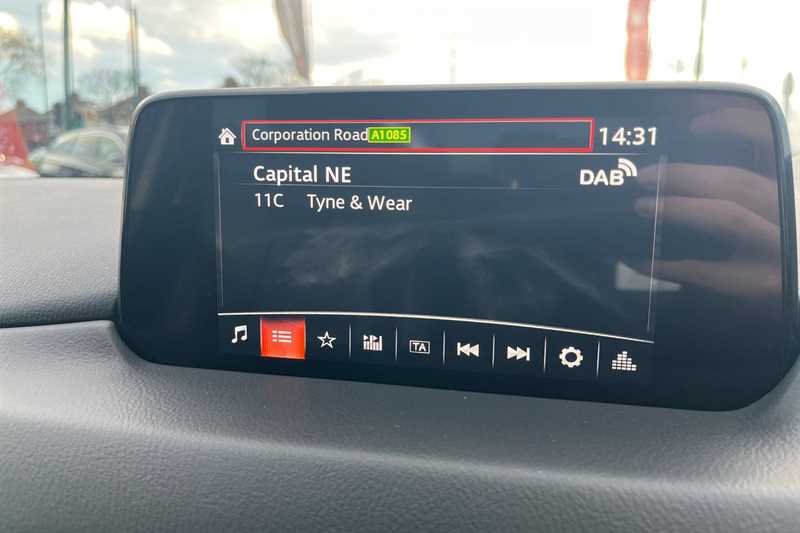 Corporation Road A1085 14:31
Capital NE DAB
11C Tyne & Wear
TA